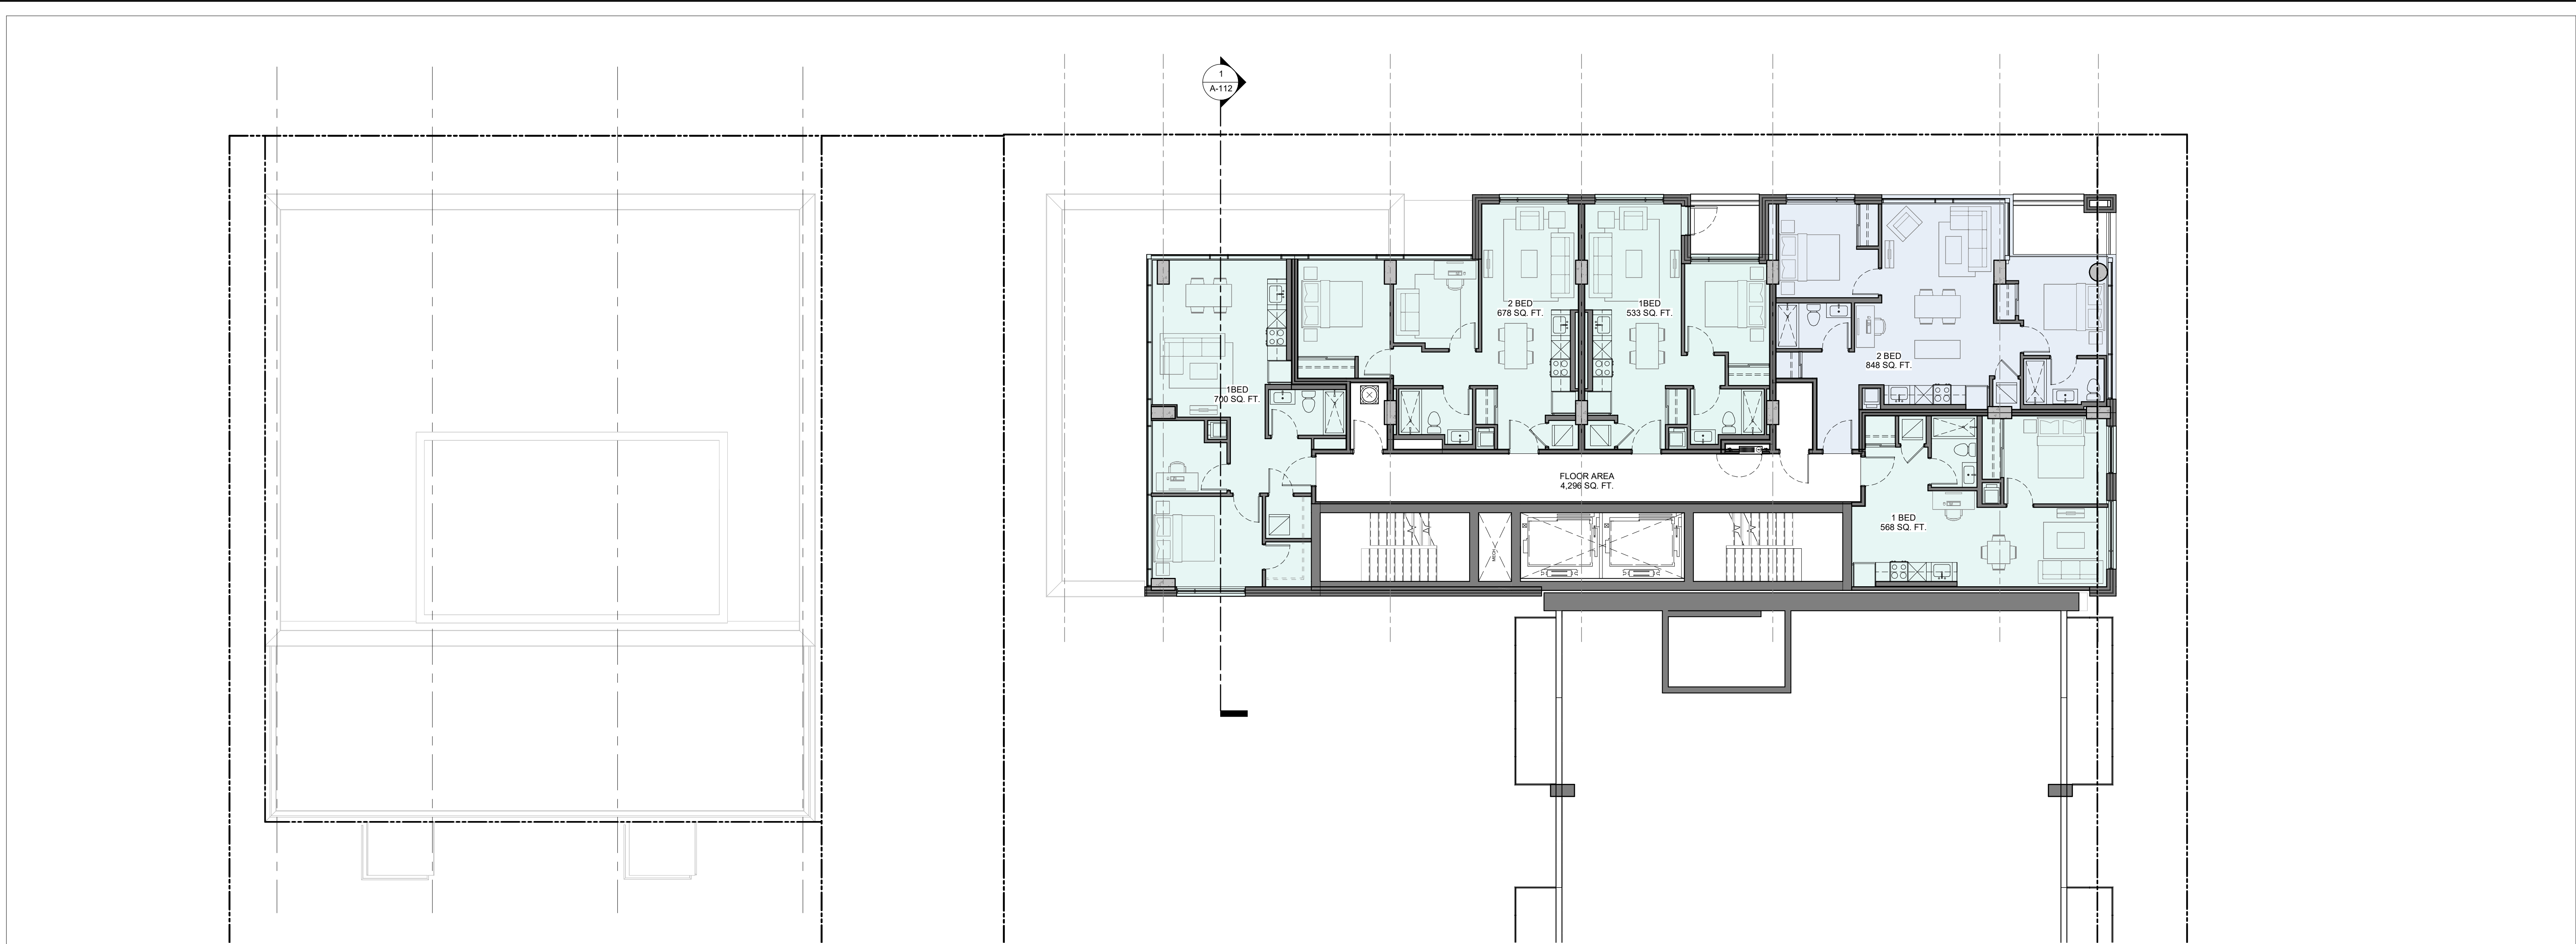 1
A-112
2 BED
678 SQ. FT.
1BED
533 SQ. FT.
2 BED
848 SQ. FT.
1BED
700 SQ. FT.
FLOOR AREA
4,296 SQ. FT.
1 BED
568 SQ. FT.
MECH